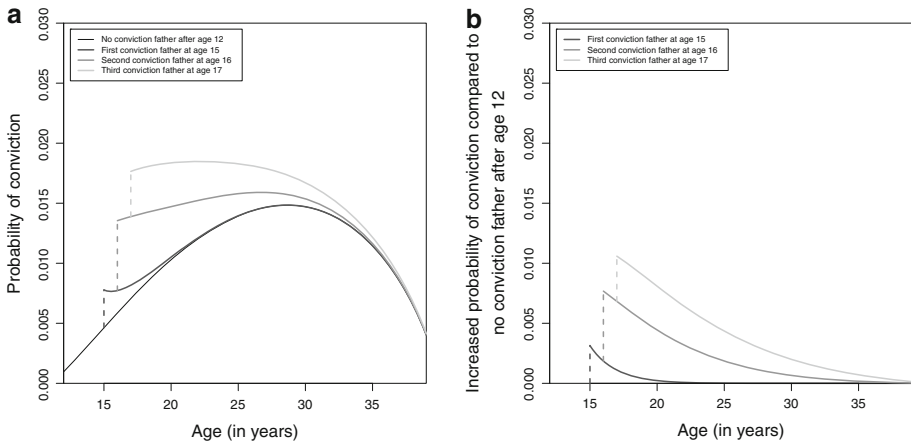 a
No conviction father after age 12
First conviction father at age 15
Second conviction father at age 16
Third conviction father at age 17
Probability of conviction
0.030
0.025
0.020
0.015
0.010
0.005
0.000
15 20 25 30 35
Age (in years)
b
First conviction father at age 15
Second conviction father at age 16
Third conviction father at age 17
Increased probability of conviction compared to
no conviction father after age 12
0.030
0.025
0.020
0.015
0.010
0.005
0.000
15 20 25 30 35
Age (in years)